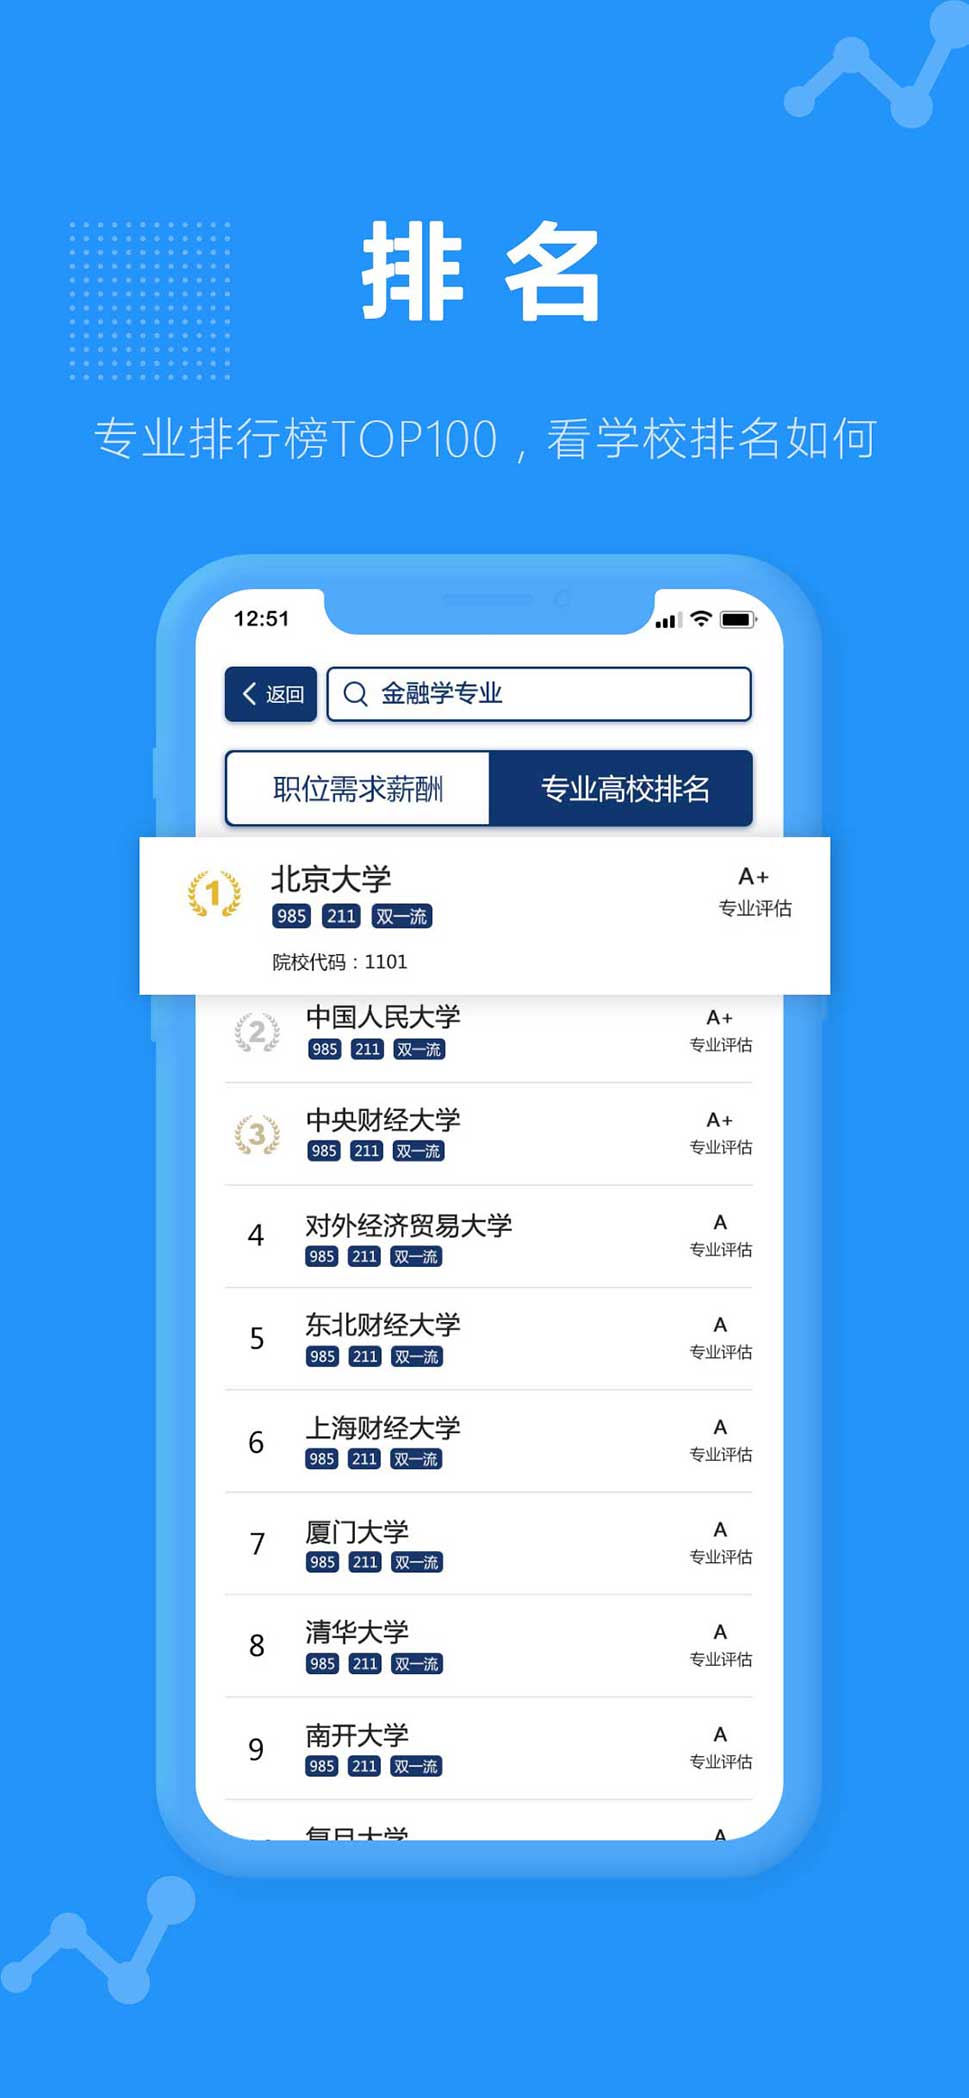 排名
专业排行榜TOP100，看学校排名如何
12:51
返回
金融学专业
职位需求薪酬 专业高校排名
1 北京大学 A+
985 211 双一流 专业评估
院校代码：1101
2 中国人民大学 A+
985 211 双一流 专业评估
3 中央财经大学 A+
985 211 双一流 专业评估
4 对外经济贸易大学 A
985 211 双一流 专业评估
5 东北财经大学 A
985 211 双一流 专业评估
6 上海财经大学 A
985 211 双一流 专业评估
7 厦门大学 A
985 211 双一流 专业评估
8 清华大学 A
985 211 双一流 专业评估
9 南开大学 A
985 211 双一流 专业评估
复旦大学 A